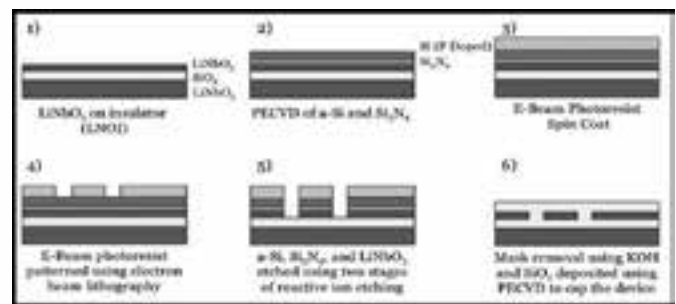 1)
2)
3)
LiNbO₃
SiO₂
LiNbO₃
Si (P Doped)
Si₃N₄
LiNbO₃ on insulator
(LNOI)
PECVD of a-Si and Si₃N₄
E-Beam Photoresist
Spin Coat
4)
5)
6)
E-Beam photoresist
patterned using electron
beam lithography
a-Si, Si₃N₄, and LiNbO₃
etched using two stages
of reactive ion etching
Mask removal using KOH
and SiO₂ deposited using
PECVD to cap the device